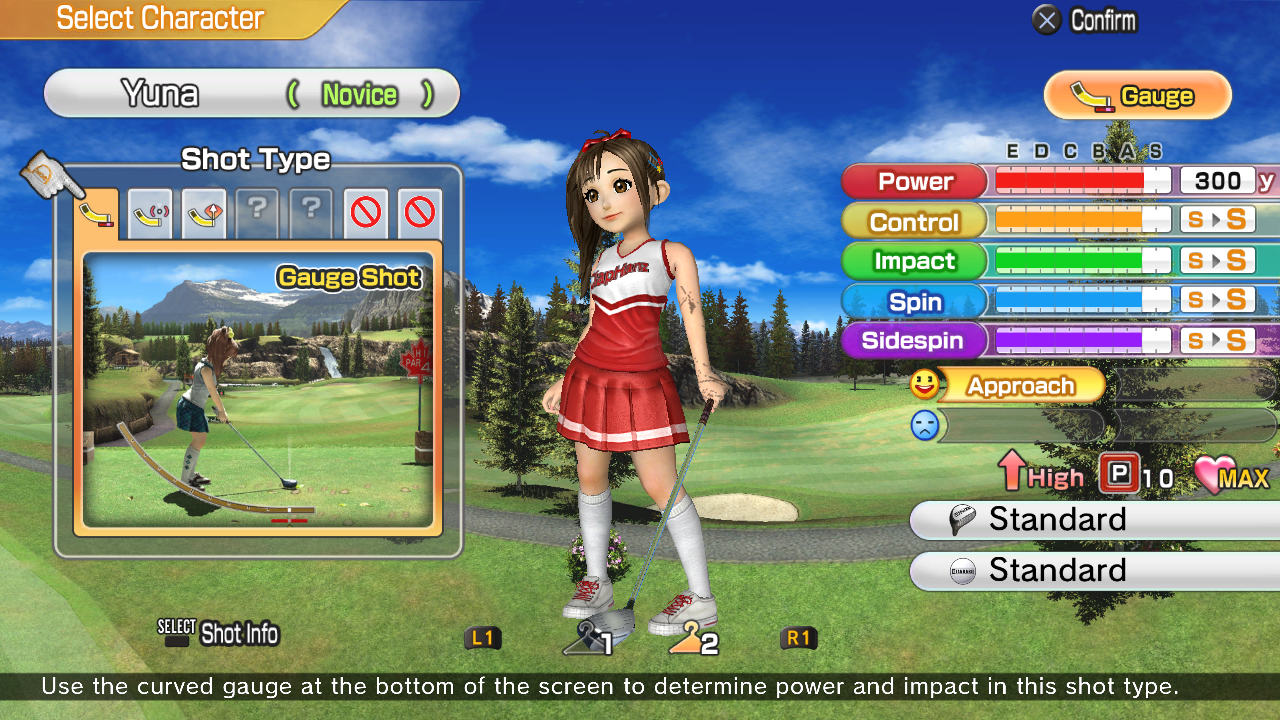 Select Character
Confirm
Yuna
( Novice )
Gauge
Shot Type
E D C B A S
Power
300 y
? ?
Control
S S
Gauge Shot
Impact
S S
Spin
S S
Sidespin
S S
PAR 4
Approach
High
P 10
MAX
Standard
Standard
SELECT
Shot Info
L1
1
2
R1
Use the curved gauge at the bottom of the screen to determine power and impact in this shot type.